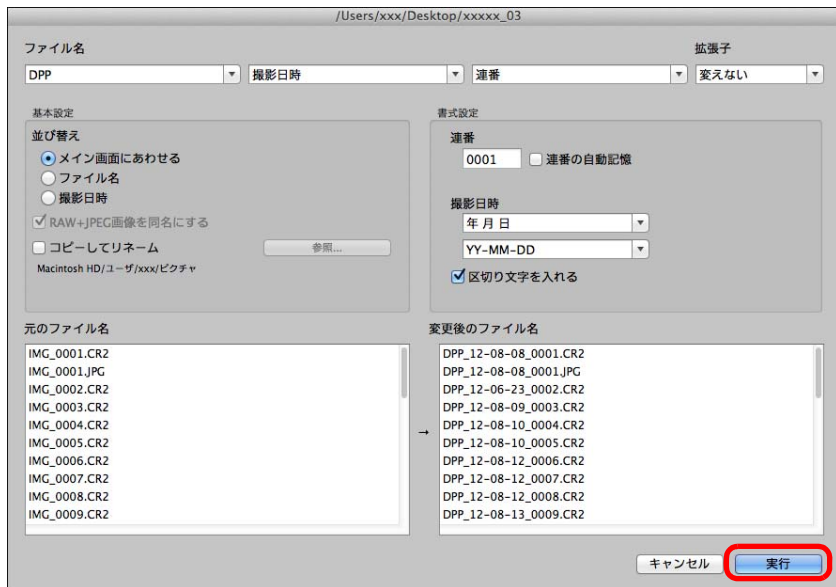 /Users/xxx/Desktop/xxxxx_03
ファイル名 拡張子
DPP 撮影日時 連番 変えない
基本設定
並び替え
メイン画面にあわせる
ファイル名
撮影日時
RAW+JPEG画像を同名にする
コピーしてリネーム 参照...
Macintosh HD/ユーザ/xxx/ピクチャ
書式設定
連番
0001 連番の自動記憶
撮影日時
年月日
YY-MM-DD
区切り文字を入れる
元のファイル名
IMG_0001.CR2
IMG_0001.JPG
IMG_0002.CR2
IMG_0003.CR2
IMG_0004.CR2
IMG_0005.CR2
IMG_0006.CR2
IMG_0007.CR2
IMG_0008.CR2
IMG_0009.CR2
→
変更後のファイル名
DPP_12-08-08_0001.CR2
DPP_12-08-08_0001.JPG
DPP_12-06-23_0002.CR2
DPP_12-08-09_0003.CR2
DPP_12-08-10_0004.CR2
DPP_12-08-10_0005.CR2
DPP_12-08-12_0006.CR2
DPP_12-08-12_0007.CR2
DPP_12-08-12_0008.CR2
DPP_12-08-13_0009.CR2
キャンセル 実行